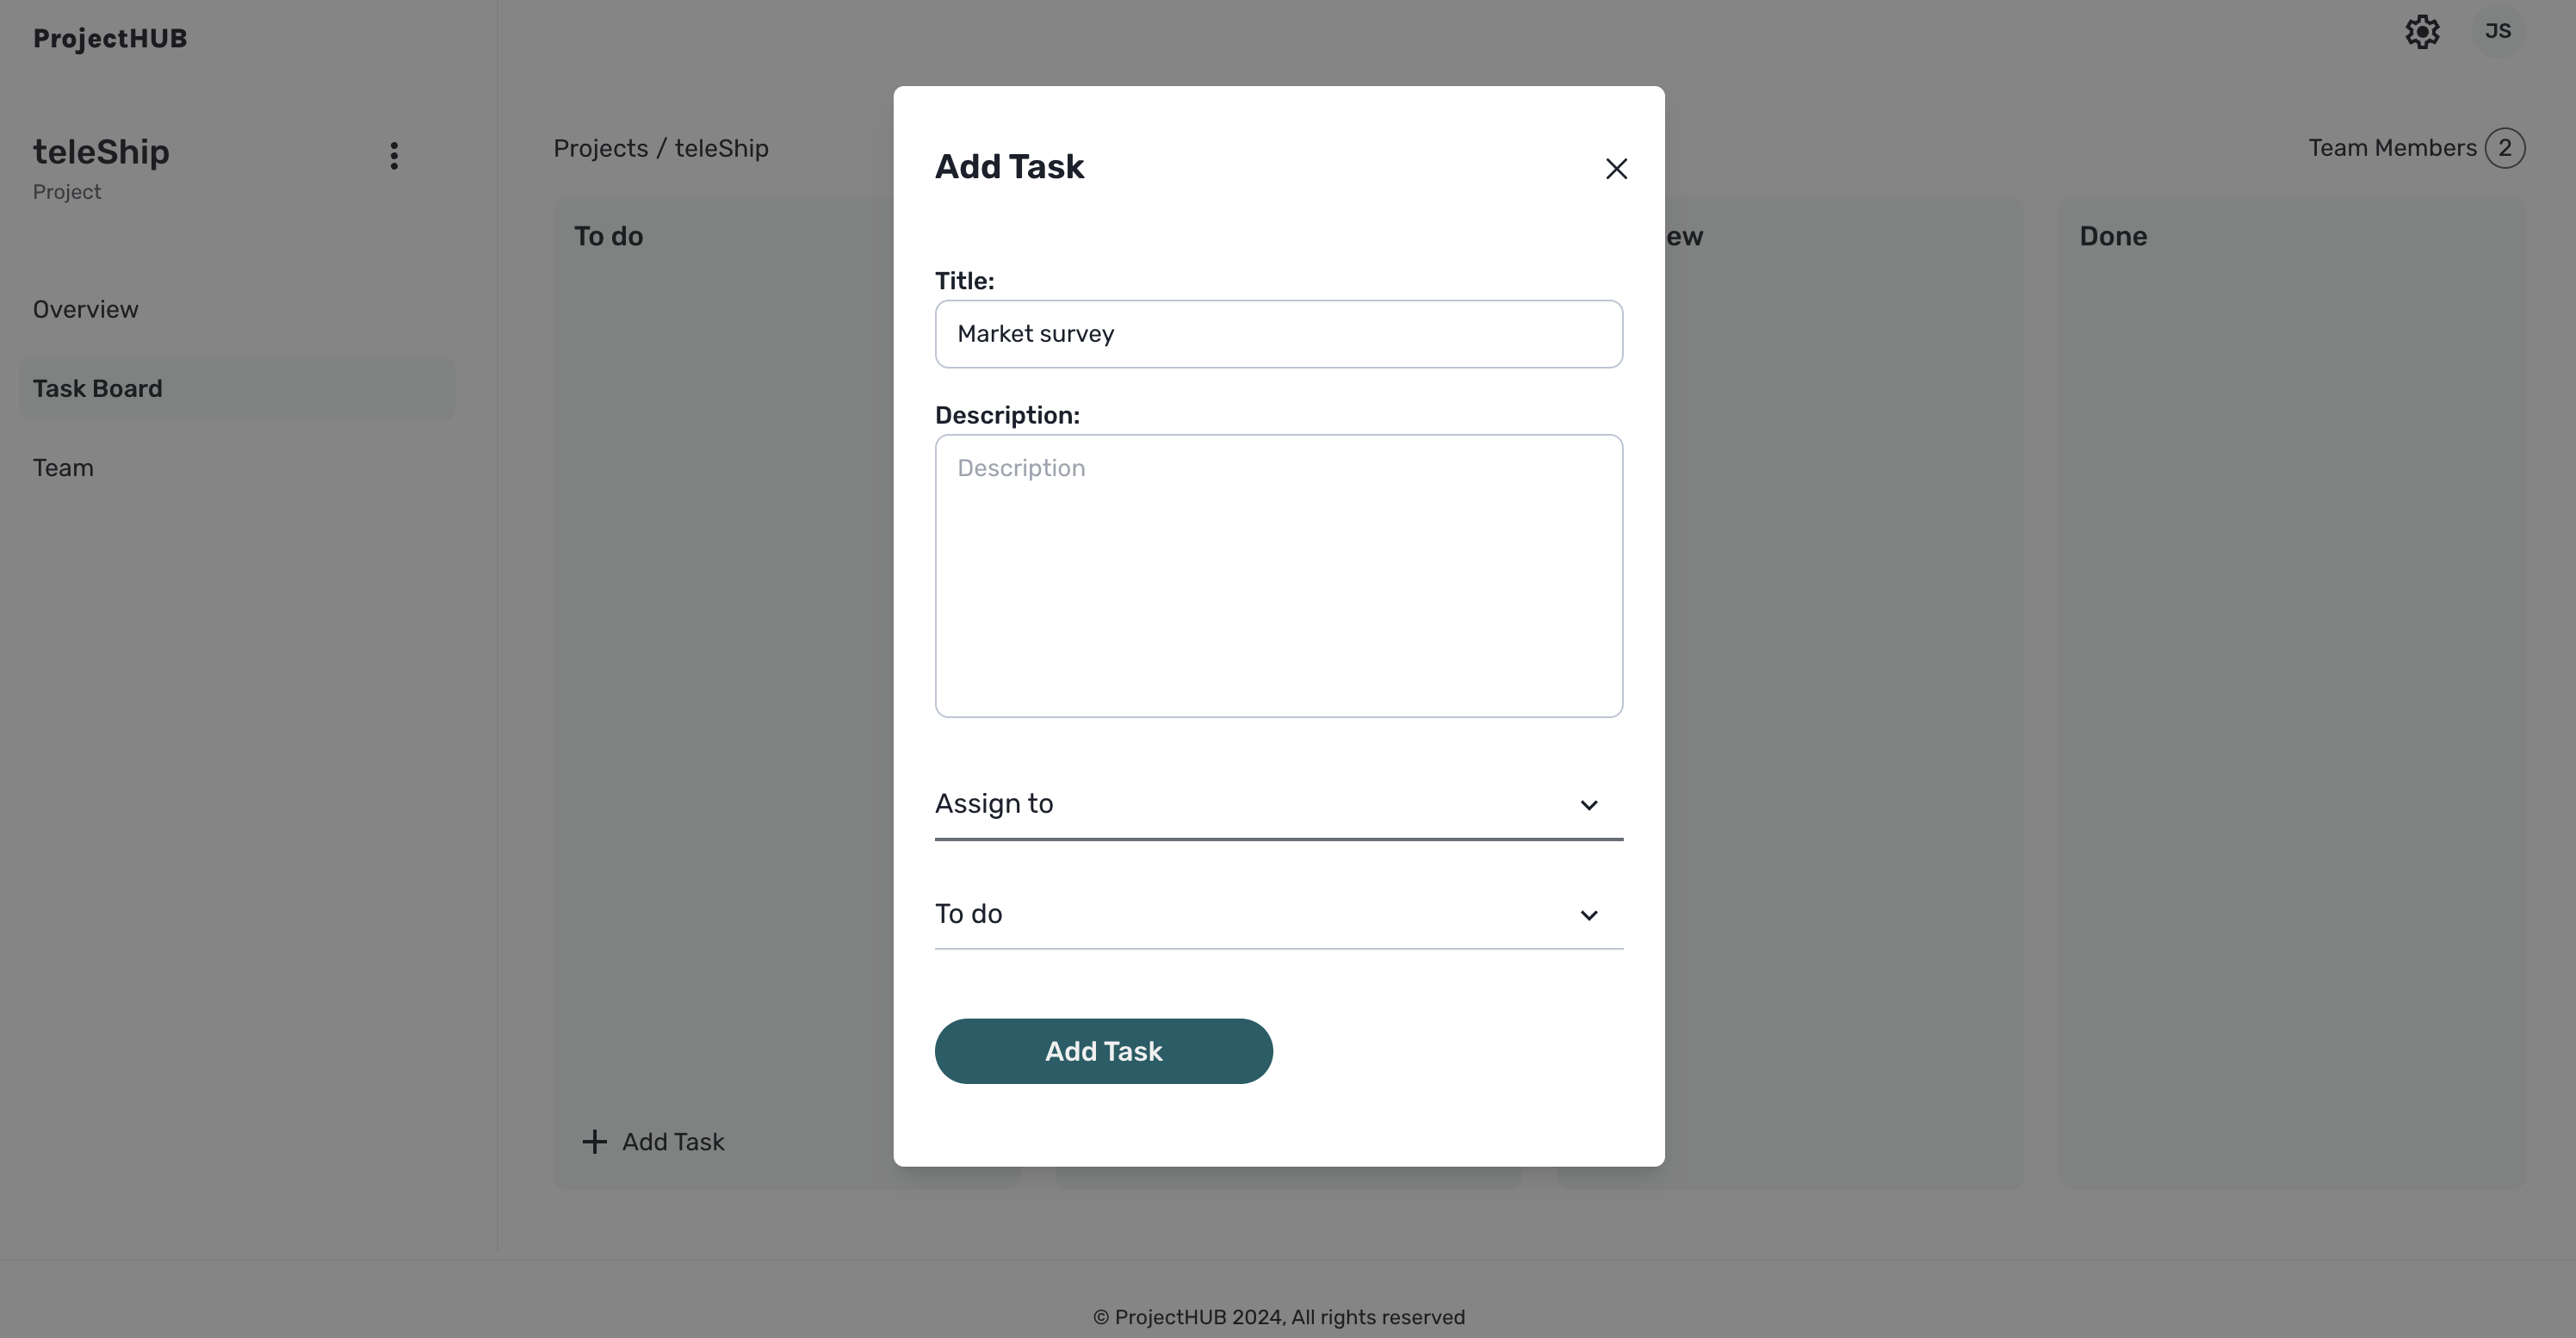 ProjectHUB
JS
teleShip
Project
Projects / teleShip
Team Members 2
Overview
Task Board
Team
To do
ew
Done
Add Task
Title:
Market survey
Description:
Description
Assign to
To do
Add Task
Add Task
© ProjectHUB 2024, All rights reserved